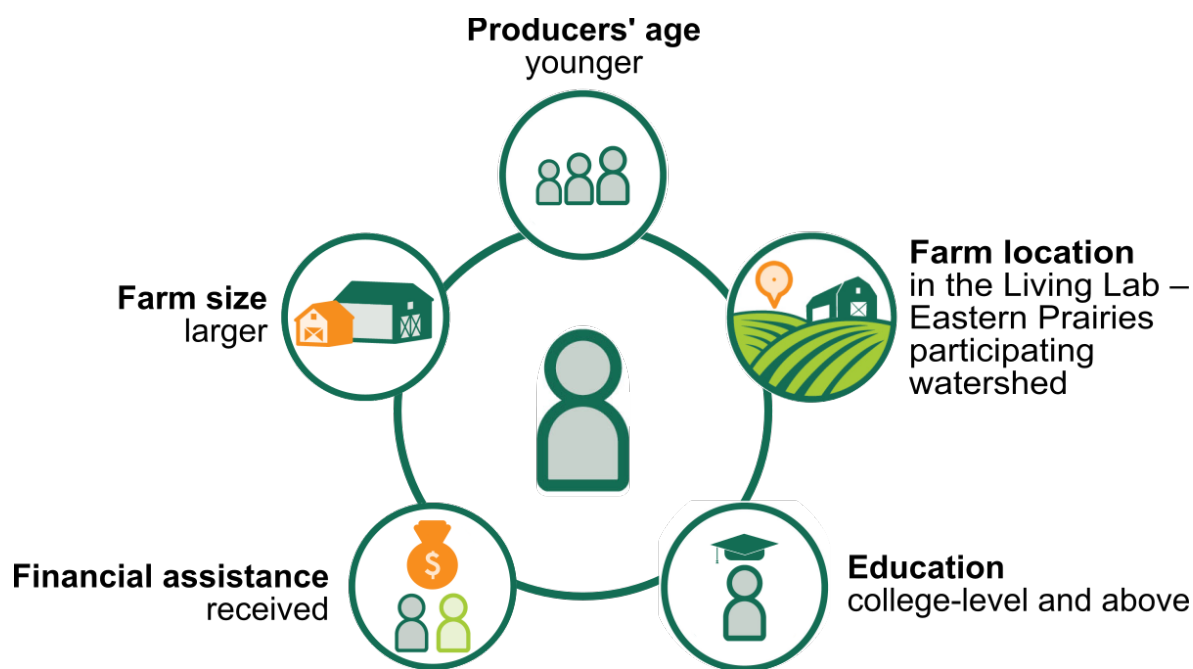 Producers' age
younger
Farm size
larger
Farm location
in the Living Lab –
Eastern Prairies
participating
watershed
$
Financial assistance
received
Education
college-level and above